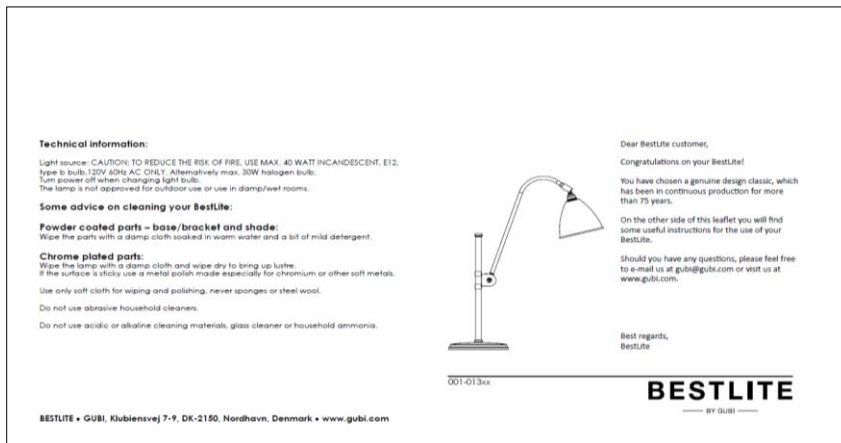 Technical information:
Light source: CAUTION: TO REDUCE THE RISK OF FIRE, USE MAX. 40 WATT INCANDESCENT, E12,
type b bulb,120V 60Hz AC ONLY. Alternatively max. 30W halogen bulb.
Turn power off when changing light bulb.
The lamp is not approved for outdoor use or use in damp/wet rooms.
Some advice on cleaning your BestLite:
Powder coated parts – base/bracket and shade:
Wipe the parts with a damp cloth soaked in warm water and a bit of mild detergent.
Chrome plated parts:
Wipe the lamp with a damp cloth and wipe dry to bring up lustre.
If the surface is sticky use a metal polish made especially for chromium or other soft metals.
Use only soft cloth for wiping and polishing, never sponges or steel wool.
Do not use abrasive household cleaners.
Do not use acidic or alkaline cleaning materials, glass cleaner or household ammonia.
BESTLITE • GUBI, Klubiensvej 7-9, DK-2150, Nordhavn, Denmark • www.gubi.com
Dear BestLite customer,
Congratulations on your BestLite!
You have chosen a genuine design classic, which
has been in continuous production for more
than 75 years.
On the other side of this leaflet you will find
some useful instructions for the use of your
BestLite.
Should you have any questions, please feel free
to e-mail us at gubi@gubi.com or visit us at
www.gubi.com.
Best regards,
BestLite
001-013xx
BESTLITE
BY GUBI